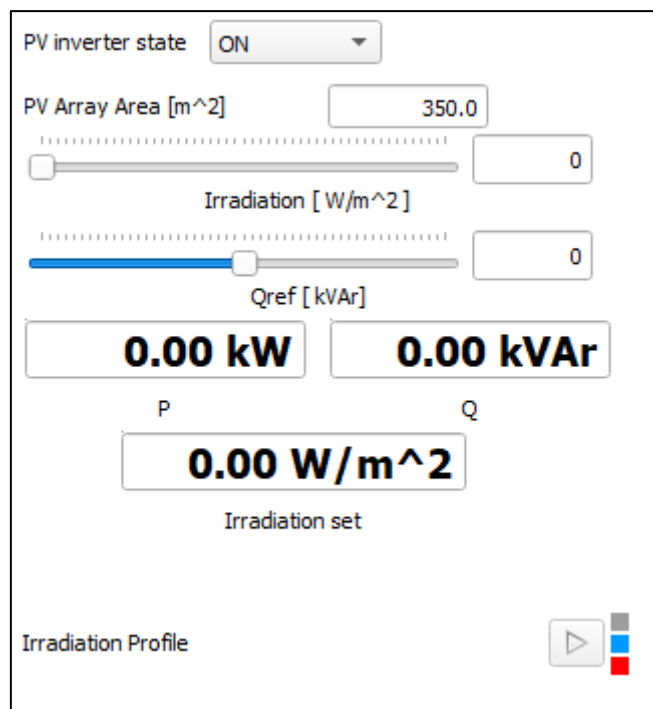 PV inverter state ON
PV Array Area [m^2] 350.0
0
Irradiation [ W/m^2 ]
0
Qref [ kVAr]
0.00 kW 0.00 kVAr
P Q
0.00 W/m^2
Irradiation set
Irradiation Profile